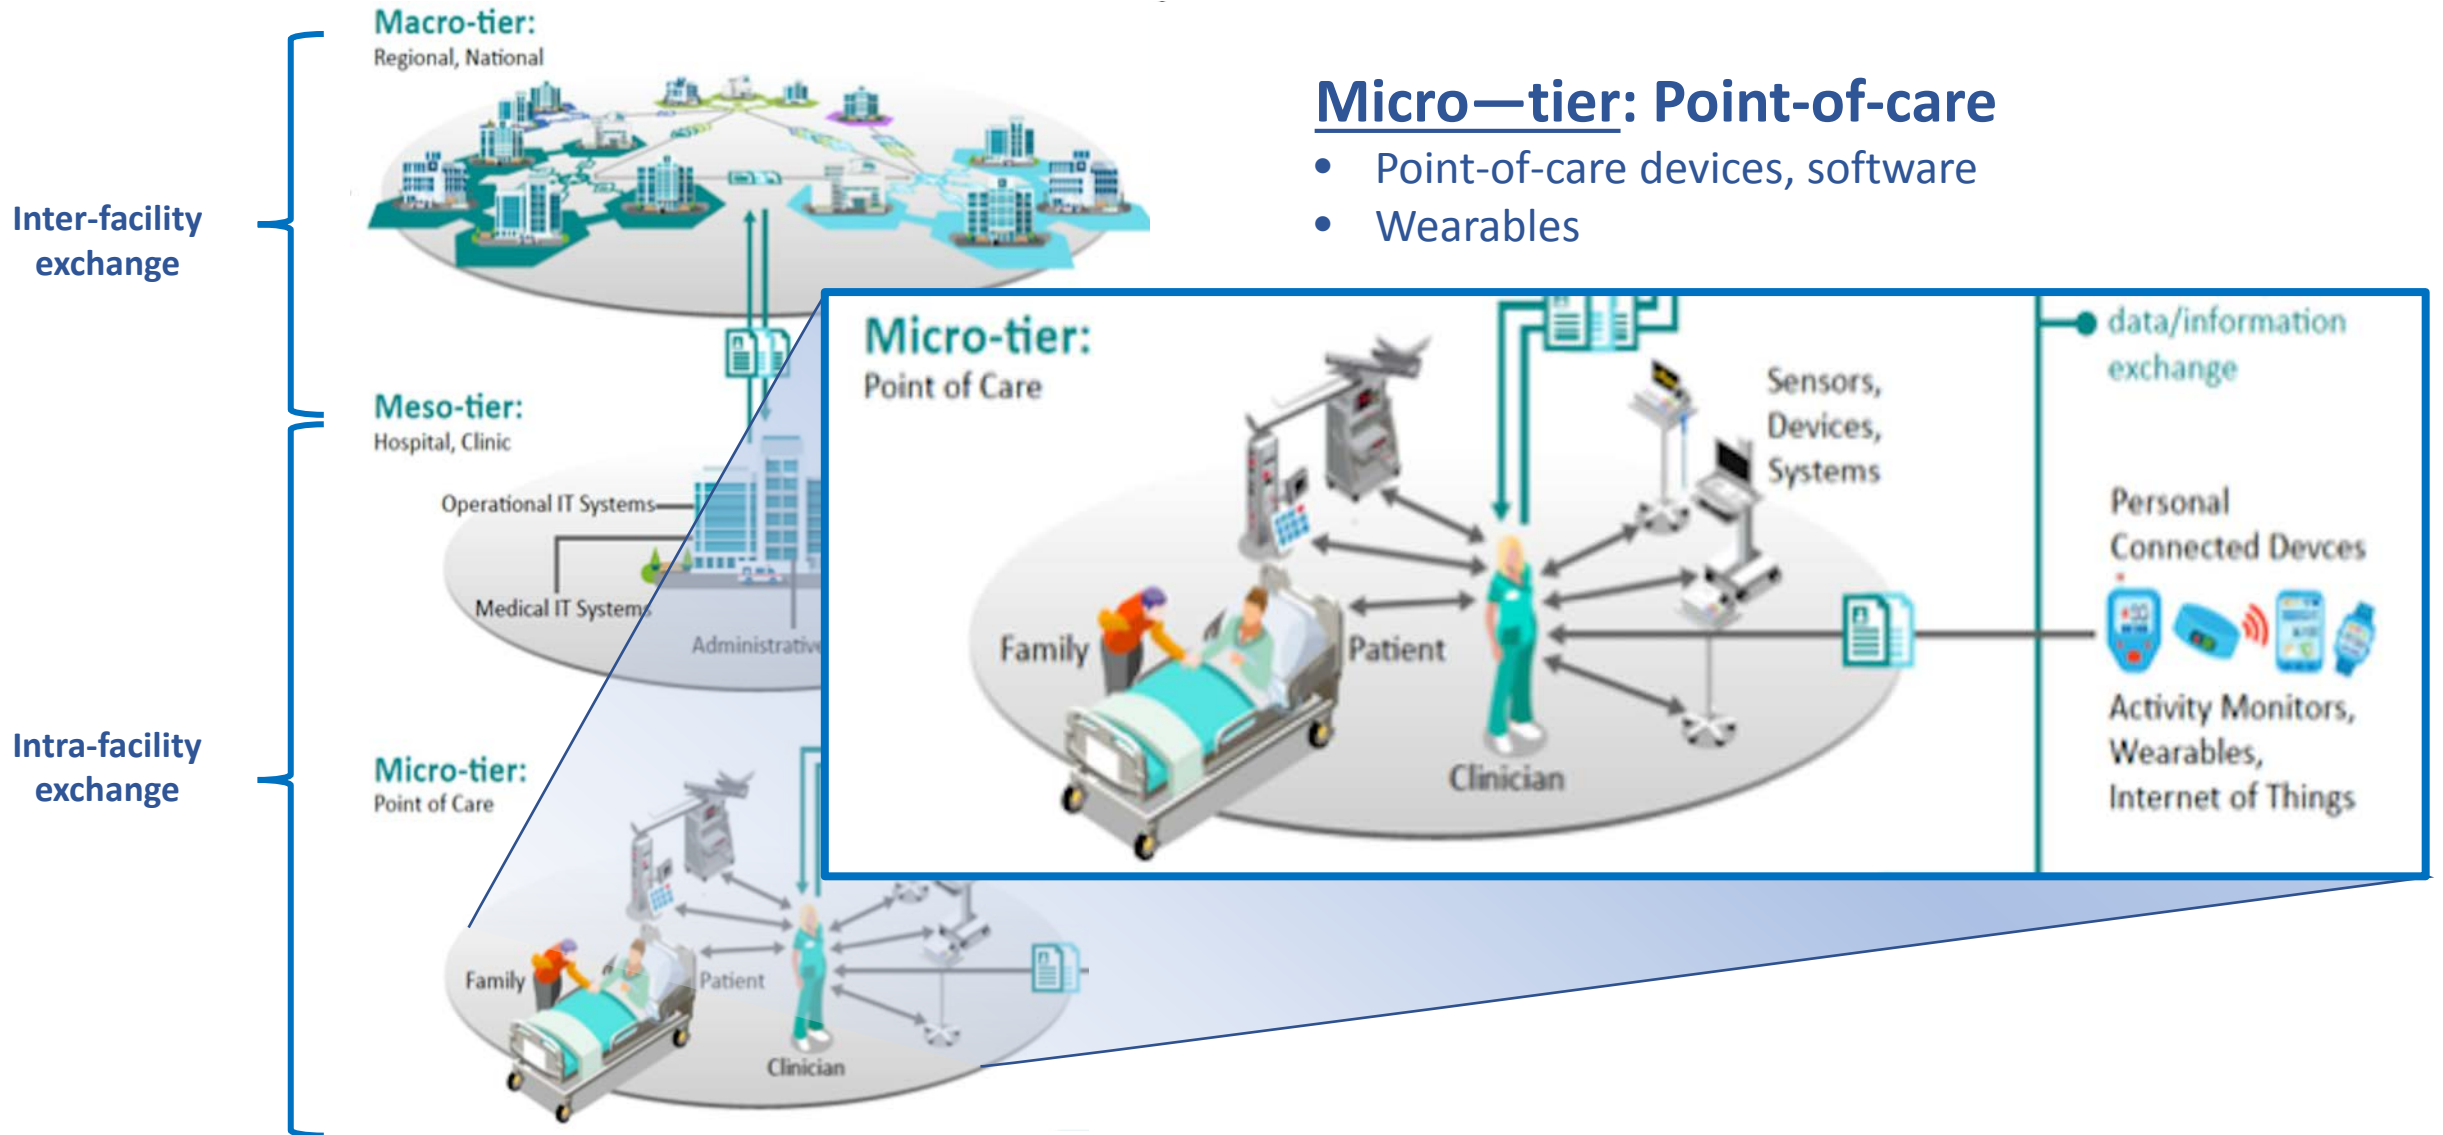 Macro-tier:
Regional, National
Micro—tier: Point-of-care
• Point-of-care devices, software
• Wearables
Inter-facility
exchange
Meso-tier:
Hospital, Clinic
Operational IT Systems
Medical IT Systems
Administrative
Intra-facility
exchange
Micro-tier:
Point of Care
Family
Patient
Clinician
Micro-tier:
Point of Care
Sensors,
Devices,
Systems
Family
Patient
Clinician
data/information
exchange
Personal
Connected Devces
Activity Monitors,
Wearables,
Internet of Things